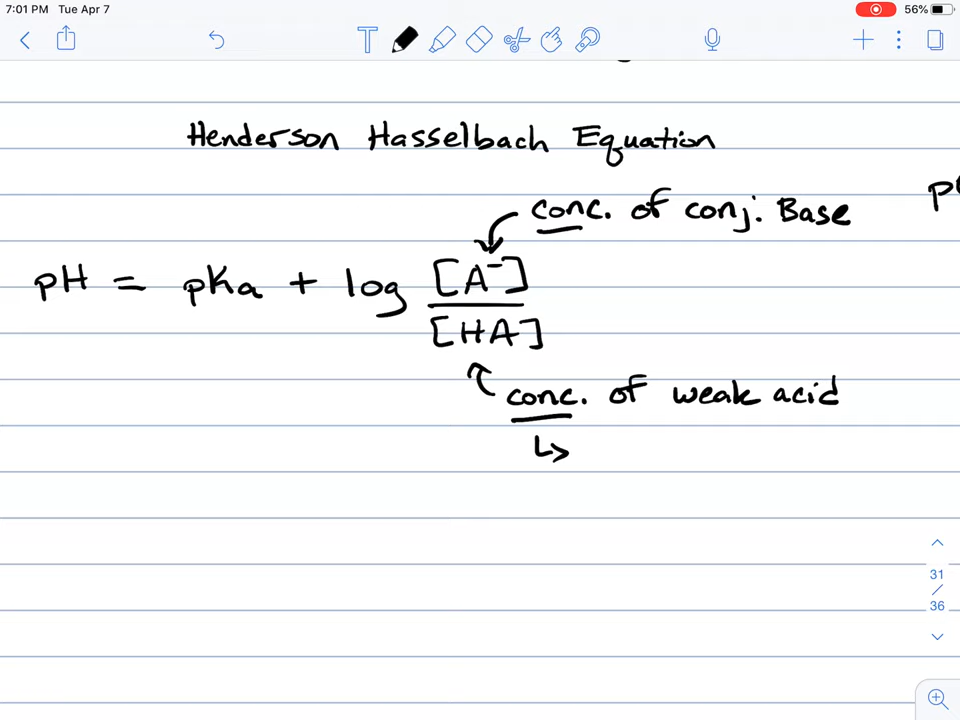 7:01 PM Tue Apr 7
56%
T
Henderson Hasselbach Equation
conc. of conj. Base
pH = pKa + log [A⁻] / [HA]
conc. of weak acid
↳
31
/
36